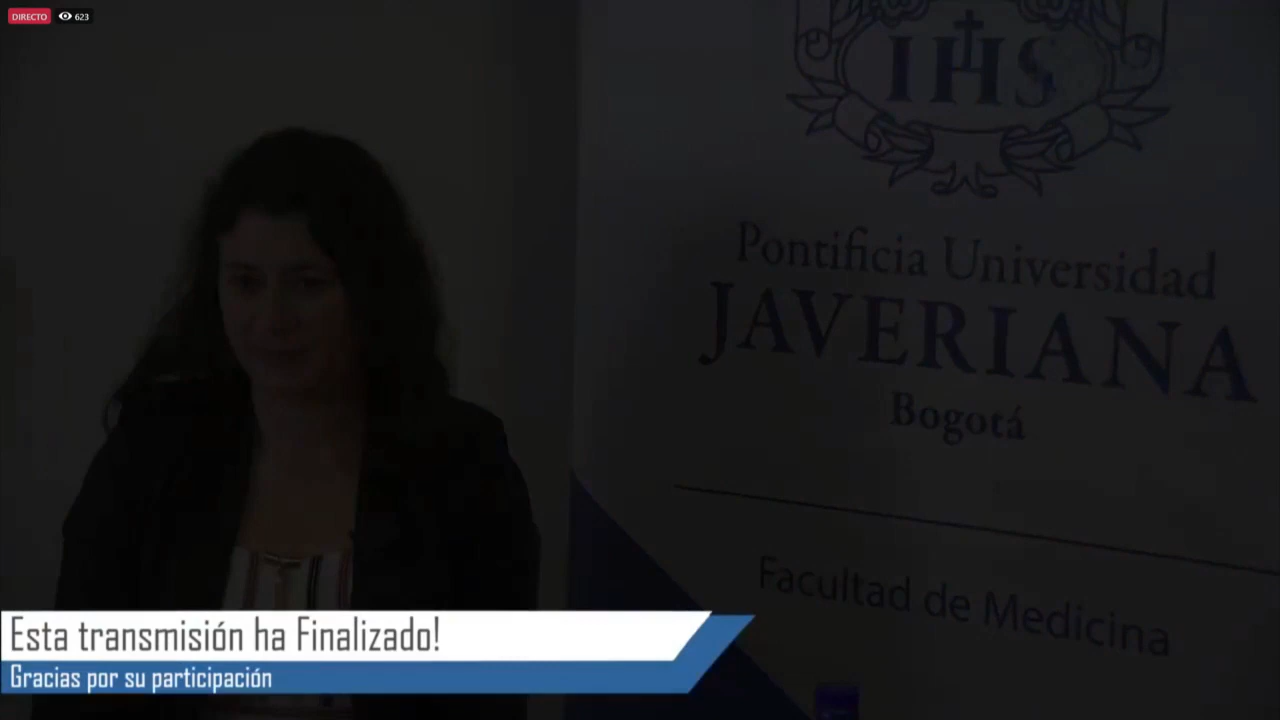 DIRECTO 623
IHS
Pontificia Universidad
JAVERIANA
Bogotá
Facultad de Medicina
Esta transmisión ha Finalizado!
Gracias por su participación